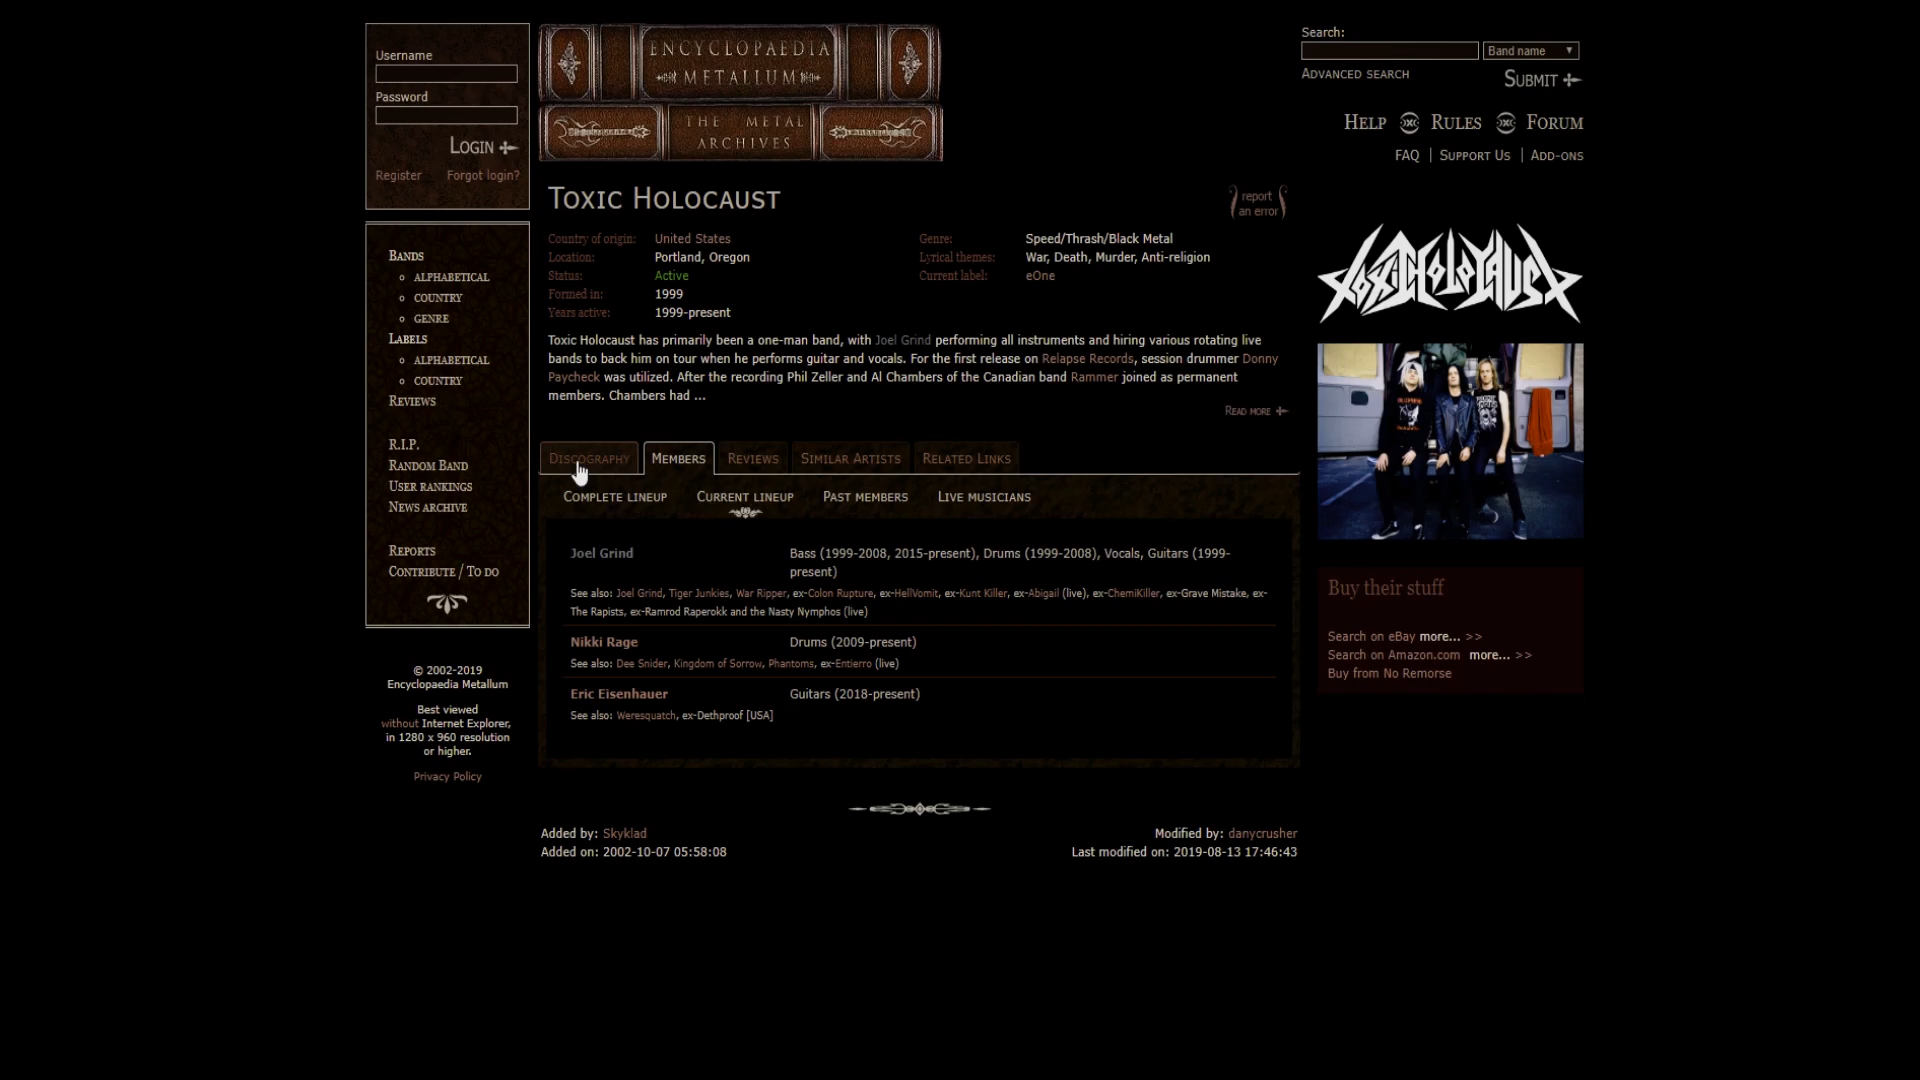 Username
Password
LOGIN
Register Forgot login?
ENCYCLOPAEDIA
METALLUM
THE METAL
ARCHIVES
Search:
Band name
ADVANCED SEARCH
SUBMIT
HELP RULES FORUM
FAQ | SUPPORT US | ADD-ONS
BANDS
ALPHABETICAL
COUNTRY
GENRE
LABELS
ALPHABETICAL
COUNTRY
REVIEWS
R.I.P.
RANDOM BAND
USER RANKINGS
NEWS ARCHIVE
REPORTS
CONTRIBUTE / TO DO
© 2002-2019
Encyclopaedia Metallum
Best viewed
without Internet Explorer,
in 1280 x 960 resolution
or higher.
Privacy Policy
TOXIC HOLOCAUST
report
an error
Country of origin: United States
Location: Portland, Oregon
Status: Active
Formed in: 1999
Years active: 1999-present
Genre: Speed/Thrash/Black Metal
Lyrical themes: War, Death, Murder, Anti-religion
Current label: eOne
Toxic Holocaust has primarily been a one-man band, with Joel Grind performing all instruments and hiring various rotating live
bands to back him on tour when he performs guitar and vocals. For the first release on Relapse Records, session drummer Donny
Paycheck was utilized. After the recording Phil Zeller and Al Chambers of the Canadian band Rammer joined as permanent
members. Chambers had ...
READ MORE
DISCOGRAPHY MEMBERS REVIEWS SIMILAR ARTISTS RELATED LINKS
COMPLETE LINEUP CURRENT LINEUP PAST MEMBERS LIVE MUSICIANS
Joel Grind Bass (1999-2008, 2015-present), Drums (1999-2008), Vocals, Guitars (1999-
present)
See also: Joel Grind, Tiger Junkies, War Ripper, ex-Colon Rupture, ex-HellVomit, ex-Kunt Killer, ex-Abigail (live), ex-ChemiKiller, ex-Grave Mistake, ex-
The Rapists, ex-Ramrod Raperokk and the Nasty Nymphos (live)
Nikki Rage Drums (2009-present)
See also: Dee Snider, Kingdom of Sorrow, Phantoms, ex-Entierro (live)
Eric Eisenhauer Guitars (2018-present)
See also: Weresquatch, ex-Dethproof [USA]
Added by: Skyklad
Added on: 2002-10-07 05:58:08
Modified by: danycrusher
Last modified on: 2019-08-13 17:46:43
TOXIC HOLOCAUST
Buy their stuff
Search on eBay more... >>
Search on Amazon.com more... >>
Buy from No Remorse